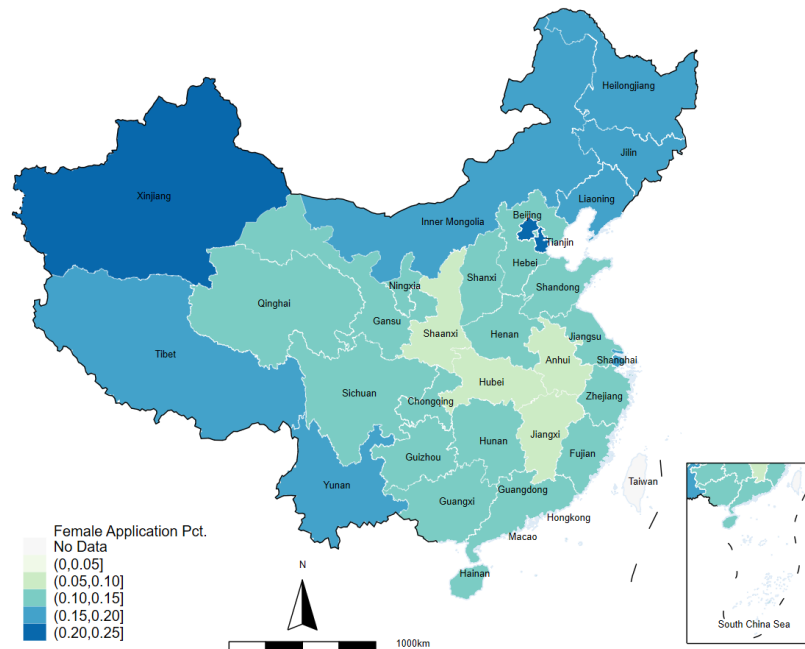 Heilongjiang
Jilin
Xinjiang
Liaoning
Inner Mongolia
Beijing
Tianjin
Hebei
Shanxi
Ningxia
Shandong
Qinghai
Gansu
Shaanxi
Henan
Jiangsu
Tibet
Anhui
Shanghai
Hubei
Sichuan
Chongqing
Zhejiang
Jiangxi
Hunan
Guizhou
Fujian
Yunan
Taiwan
Guangxi
Guangdong
Hongkong
Macao
Hainan
South China Sea
Female Application Pct.
No Data
(0,0.05]
(0.05,0.10]
(0.10,0.15]
(0.15,0.20]
(0.20,0.25]
N
1000km